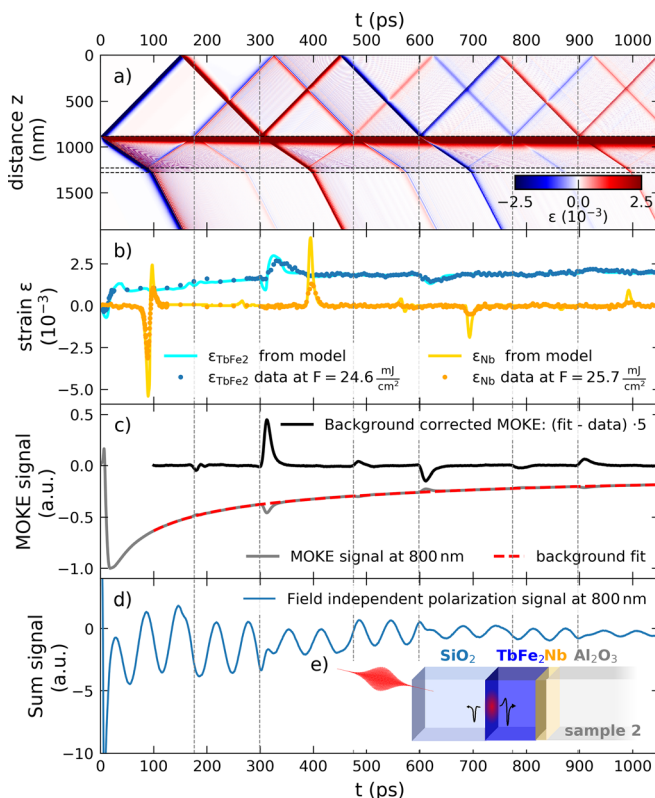 t (ps)
0 100 200 300 400 500 600 700 800 900 1000
a)
distance z
(nm)
0
500
1000
1500
−2.5 0.0 2.5
ε (10⁻³)
b)
strain ε
(10⁻³)
2.5
0.0
−2.5
−5.0
ε_TbFe2 from model
ε_TbFe2 data at F = 24.6 mJ/cm²
ε_Nb from model
ε_Nb data at F = 25.7 mJ/cm²
c)
MOKE signal
(a.u.)
0.5
0.0
−0.5
−1.0
Background corrected MOKE: (fit - data) ·5
MOKE signal at 800 nm
background fit
d)
Sum signal
(a.u.)
0
−5
−10
Field independent polarization signal at 800 nm
e)
SiO₂ TbFe₂ Nb Al₂O₃
sample 2
0 100 200 300 400 500 600 700 800 900 1000
t (ps)